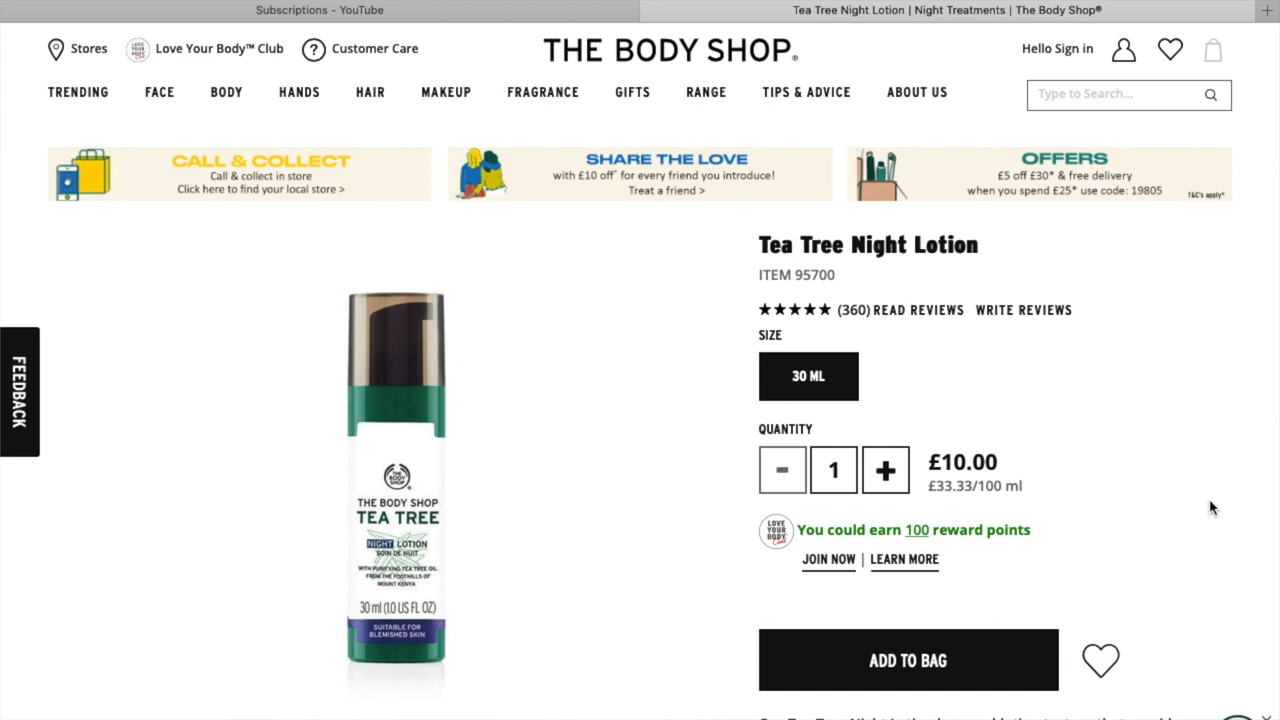 Subscriptions - YouTube
Tea Tree Night Lotion | Night Treatments | The Body Shop®
Stores
Love Your Body™ Club
Customer Care
THE BODY SHOP®
Hello Sign in
TRENDING FACE BODY HANDS HAIR MAKEUP FRAGRANCE GIFTS RANGE TIPS & ADVICE ABOUT US
Type to Search...
CALL & COLLECT
Call & collect in store
Click here to find your local store >
SHARE THE LOVE
with £10 off* for every friend you introduce!
Treat a friend >
OFFERS
£5 off £30* & free delivery
when you spend £25* use code: 19805
T&C's apply*
FEEDBACK
THE BODY SHOP
THE BODY SHOP
TEA TREE
NIGHT LOTION
SOIN DE NUIT
WITH PURIFYING TEA TREE OIL
FROM THE FOOTHILLS OF
MOUNT KENYA
30 ml (1.0 US FL OZ)
SUITABLE FOR
BLEMISHED SKIN
Tea Tree Night Lotion
ITEM 95700
★★★★★ (360) READ REVIEWS WRITE REVIEWS
SIZE
30 ML
QUANTITY
- 1 +
£10.00
£33.33/100 ml
LOVE YOUR BODY Club
You could earn 100 reward points
JOIN NOW | LEARN MORE
ADD TO BAG